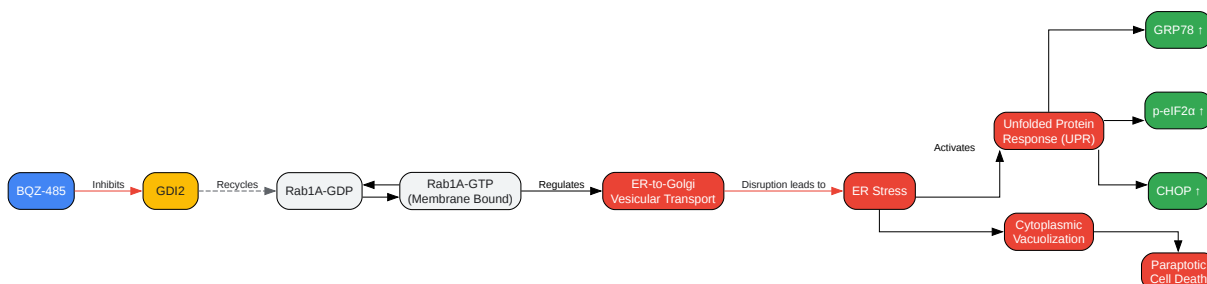 GRP78 ↑
p-eIF2α ↑
Unfolded Protein
Response (UPR)
Activates
BQZ-485
Inhibits
GDI2
Recycles
Rab1A-GDP
Rab1A-GTP
(Membrane Bound)
Regulates
ER-to-Golgi
Vesicular Transport
Disruption leads to
ER Stress
CHOP ↑
Cytoplasmic
Vacuolization
Paraptotic
Cell Death